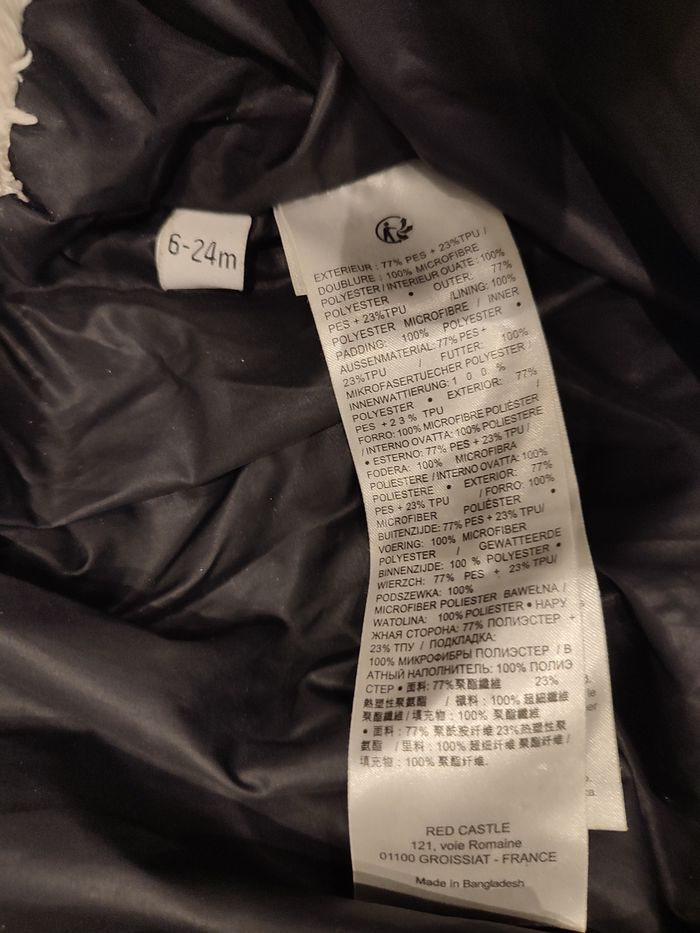 6-24m
EXTERIEUR : 77% PES + 23%TPU /
DOUBLURE : 100% MICROFIBRE
POLYESTER / INTERIEUR OUATE : 100%
POLYESTER • OUTER: 77%
PES + 23%TPU /LINING: 100%
POLYESTER MICROFIBRE / INNER
PADDING: 100% POLYESTER •
AUSSENMATERIAL: 77% PES +
23%TPU / FUTTER: 100%
MIKROFASERTUECHER POLYESTER /
INNENWATTIERUNG: 1 0 0 %
POLYESTER • EXTERIOR: 77%
PES + 2 3 % TPU /
FORRO: 100% MICROFIBRE POLIÉSTER
/ INTERNO OVATTA: 100% POLIESTERE
• ESTERNO: 77% PES + 23% TPU /
FODERA: 100% MICROFIBRA
POLIESTERE / INTERNO OVATTA: 100%
POLIESTERE • EXTERIOR: 77%
PES + 23% TPU / FORRO: 100%
MICROFIBER POLIÉSTER •
BUITENZIJDE: 77% PES + 23% TPU/
VOERING: 100% MICROFIBER
POLYESTER / GEWATTEERDE
BINNENZIJDE: 100 % POLYESTER •
WIERZCH: 77% PES + 23% TPU/
PODSZEWKA: 100%
MICROFIBER POLIESTER BAWEŁNA /
WATOLINA: 100% POLIESTER • НАРУ
ЖНАЯ СТОРОНА: 77% ПОЛИЭСТЕР +
23% ТПУ / ПОДКЛАДКА:
100% МИКРОФИБРЫ ПОЛИЭСТЕР / В
АТНЫЙ НАПОЛНИТЕЛЬ: 100% ПОЛИЭ
СТЕР • 面料: 77% 聚酯纖維 23%
熱塑性聚氨酯 / 襯料 : 100% 超細纖維
聚酯纖維 / 填充物 : 100% 聚酯纖維
• 面料 : 77% 聚酰胺纤维 23%热塑性聚
氨酯 / 里料 : 100% 超细纤维 聚酯纤维 /
填充物 : 100% 聚酯纤维.
RED CASTLE
121, voie Romaine
01100 GROISSIAT - FRANCE
Made in Bangladesh